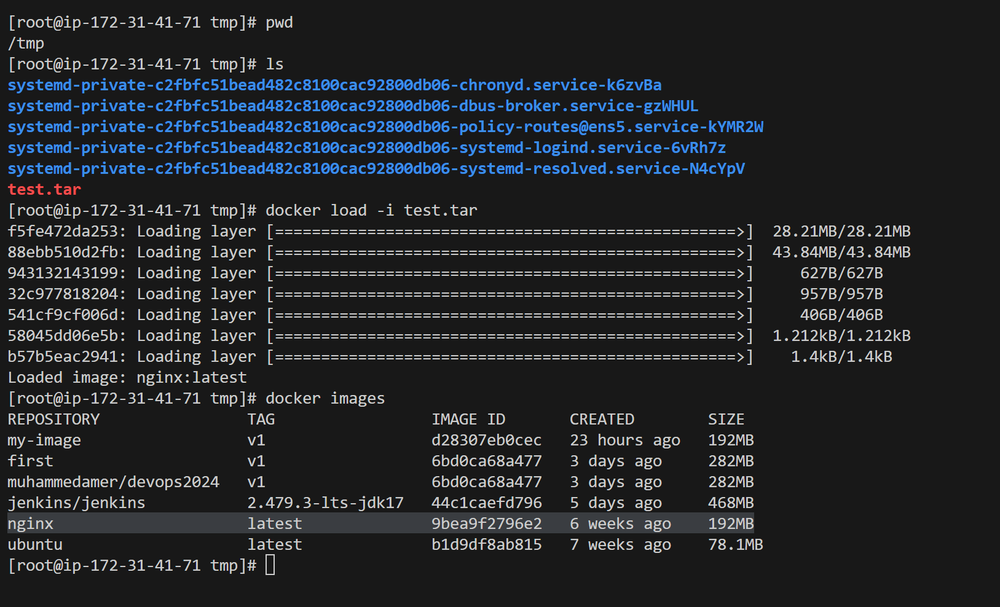 [root@ip-172-31-41-71 tmp]# pwd
/tmp
[root@ip-172-31-41-71 tmp]# ls
systemd-private-c2fbfc51bead482c8100cac92800db06-chronyd.service-k6zvBa
systemd-private-c2fbfc51bead482c8100cac92800db06-dbus-broker.service-gzWHUL
systemd-private-c2fbfc51bead482c8100cac92800db06-policy-routes@ens5.service-kYMR2W
systemd-private-c2fbfc51bead482c8100cac92800db06-systemd-logind.service-6vRh7z
systemd-private-c2fbfc51bead482c8100cac92800db06-systemd-resolved.service-N4cYpV
test.tar
[root@ip-172-31-41-71 tmp]# docker load -i test.tar
f5fe472da253: Loading layer [==================================================>]  28.21MB/28.21MB
88ebb510d2fb: Loading layer [==================================================>]  43.84MB/43.84MB
943132143199: Loading layer [==================================================>]     627B/627B
32c977818204: Loading layer [==================================================>]     957B/957B
541cf9cf006d: Loading layer [==================================================>]     406B/406B
58045dd06e5b: Loading layer [==================================================>]  1.212kB/1.212kB
b57b5eac2941: Loading layer [==================================================>]    1.4kB/1.4kB
Loaded image: nginx:latest
[root@ip-172-31-41-71 tmp]# docker images
REPOSITORY                TAG                 IMAGE ID       CREATED        SIZE
my-image                  v1                  d28307eb0cec   23 hours ago   192MB
first                     v1                  6bd0ca68a477   3 days ago     282MB
muhammedamer/devops2024   v1                  6bd0ca68a477   3 days ago     282MB
jenkins/jenkins           2.479.3-lts-jdk17   44c1caefd796   5 days ago     468MB
nginx                     latest              9bea9f2796e2   6 weeks ago    192MB
ubuntu                    latest              b1d9df8ab815   7 weeks ago    78.1MB
[root@ip-172-31-41-71 tmp]#